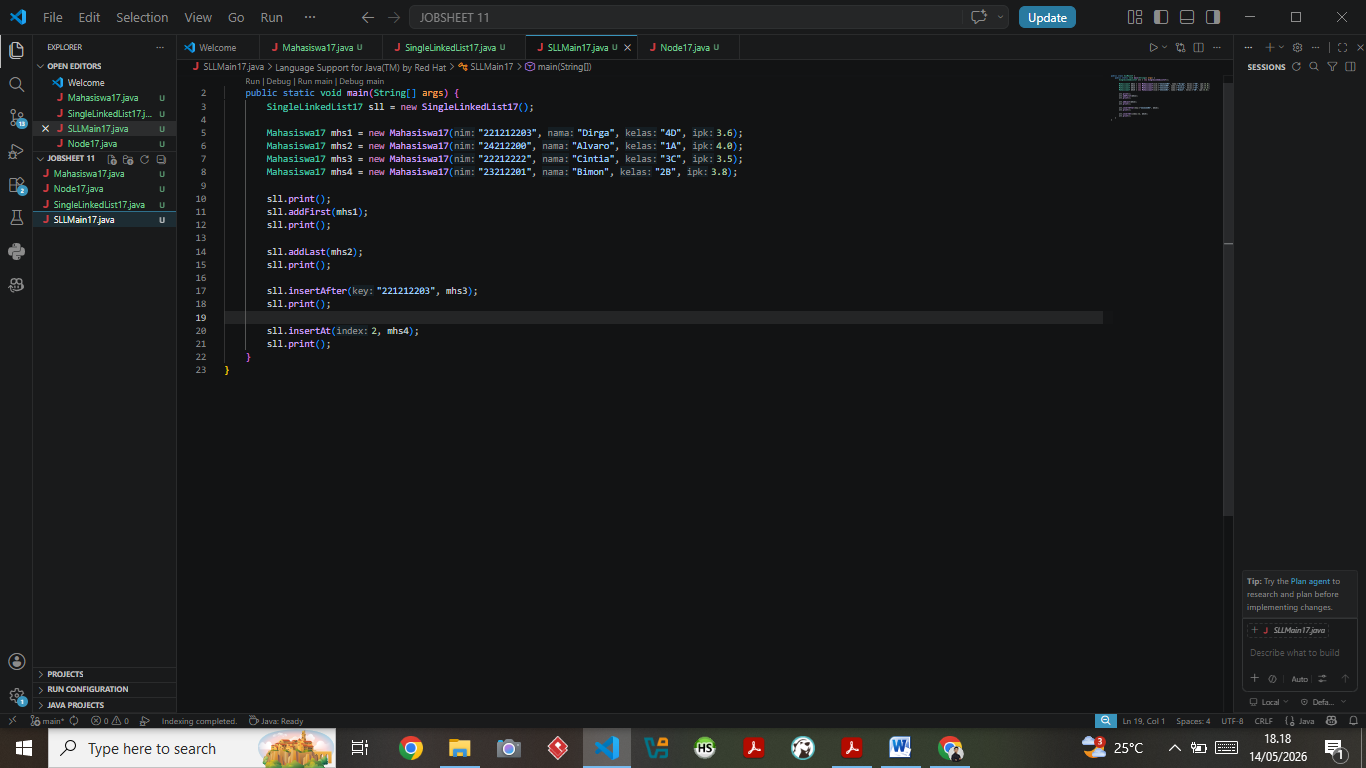 File Edit Selection View Go Run ··· JOBSHEET 11 Update
EXPLORER ···
OPEN EDITORS
Welcome
Mahasiswa17.java U
SingleLinkedList17.j... U
SLLMain17.java U
Node17.java U
JOBSHEET 11
Mahasiswa17.java U
Node17.java U
SingleLinkedList17.java U
SLLMain17.java U
PROJECTS
RUN CONFIGURATION
JAVA PROJECTS
Welcome Mahasiswa17.java U SingleLinkedList17.java U SLLMain17.java U Node17.java U
SLLMain17.java > Language Support for Java(TM) by Red Hat > SLLMain17 > main(String[])
Run | Debug | Run main | Debug main
2 public static void main(String[] args) {
3 SingleLinkedList17 sll = new SingleLinkedList17();
4
5 Mahasiswa17 mhs1 = new Mahasiswa17(nim: "221212203", nama: "Dirga", kelas: "4D", ipk: 3.6);
6 Mahasiswa17 mhs2 = new Mahasiswa17(nim: "24212200", nama: "Alvaro", kelas: "1A", ipk: 4.0);
7 Mahasiswa17 mhs3 = new Mahasiswa17(nim: "22212222", nama: "Cintia", kelas: "3C", ipk: 3.5);
8 Mahasiswa17 mhs4 = new Mahasiswa17(nim: "23212201", nama: "Bimon", kelas: "2B", ipk: 3.8);
9
10 sll.print();
11 sll.addFirst(mhs1);
12 sll.print();
13
14 sll.addLast(mhs2);
15 sll.print();
16
17 sll.insertAfter(key: "221212203", mhs3);
18 sll.print();
19
20 sll.insertAt(index: 2, mhs4);
21 sll.print();
22 }
23 }
SESSIONS
Tip: Try the Plan agent to
research and plan before
implementing changes.
+ SLLMain17.java
Describe what to build
Auto
Local Defa...
main* 0 0 Indexing completed. Java: Ready Ln 19, Col 1 Spaces: 4 UTF-8 CRLF Java
Type here to search HS 3 25°C 18.18
14/05/2026 1